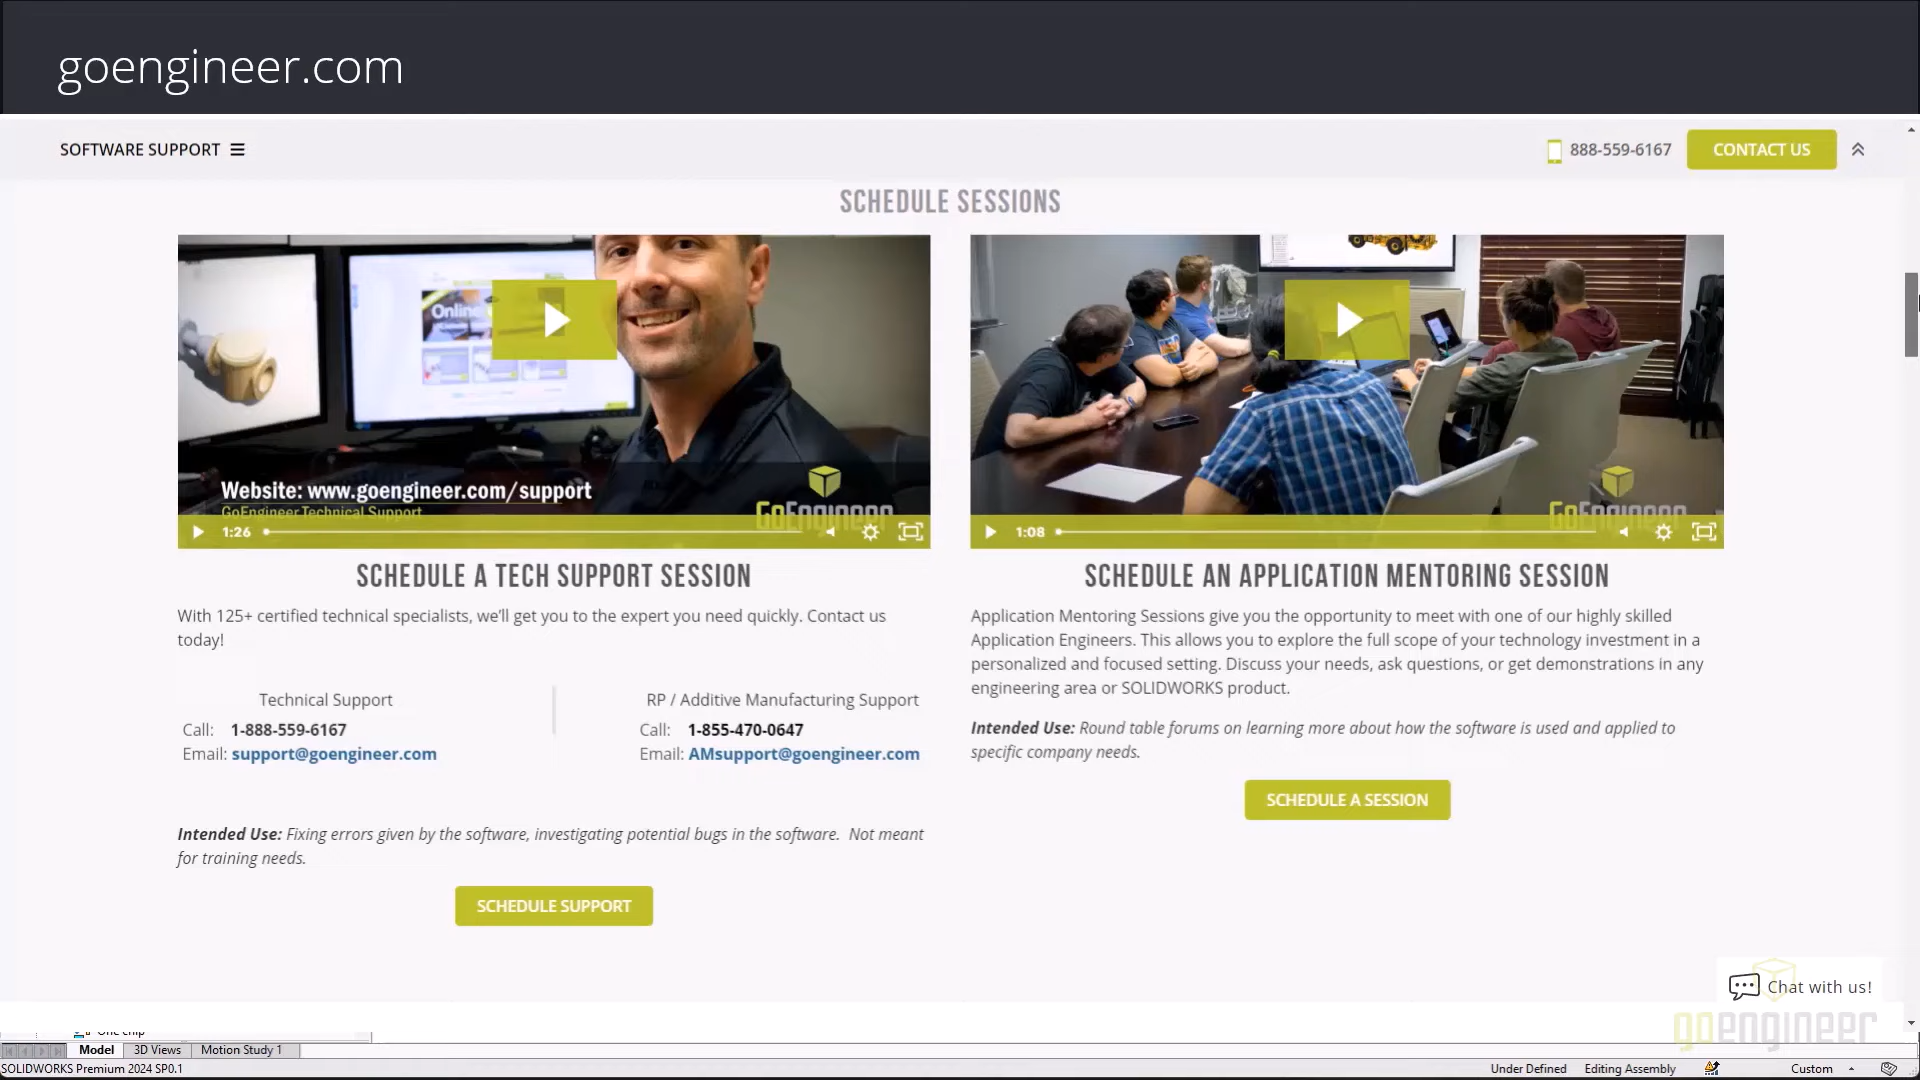 goengineer.com
SOFTWARE SUPPORT
888-559-6167
CONTACT US
SCHEDULE SESSIONS
Online
Website: www.goengineer.com/support
GoEngineer Technical Support
GoEngineer
1:26
GoEngineer
1:08
SCHEDULE A TECH SUPPORT SESSION
With 125+ certified technical specialists, we'll get you to the expert you need quickly. Contact us
today!
Technical Support
Call: 1-888-559-6167
Email: support@goengineer.com
RP / Additive Manufacturing Support
Call: 1-855-470-0647
Email: AMsupport@goengineer.com
Intended Use: Fixing errors given by the software, investigating potential bugs in the software. Not meant
for training needs.
SCHEDULE SUPPORT
SCHEDULE AN APPLICATION MENTORING SESSION
Application Mentoring Sessions give you the opportunity to meet with one of our highly skilled
Application Engineers. This allows you to explore the full scope of your technology investment in a
personalized and focused setting. Discuss your needs, ask questions, or get demonstrations in any
engineering area or SOLIDWORKS product.
Intended Use: Round table forums on learning more about how the software is used and applied to
specific company needs.
SCHEDULE A SESSION
Chat with us!
goengineer
Model
3D Views
Motion Study 1
SOLIDWORKS Premium 2024 SP0.1
Under Defined
Editing Assembly
Custom